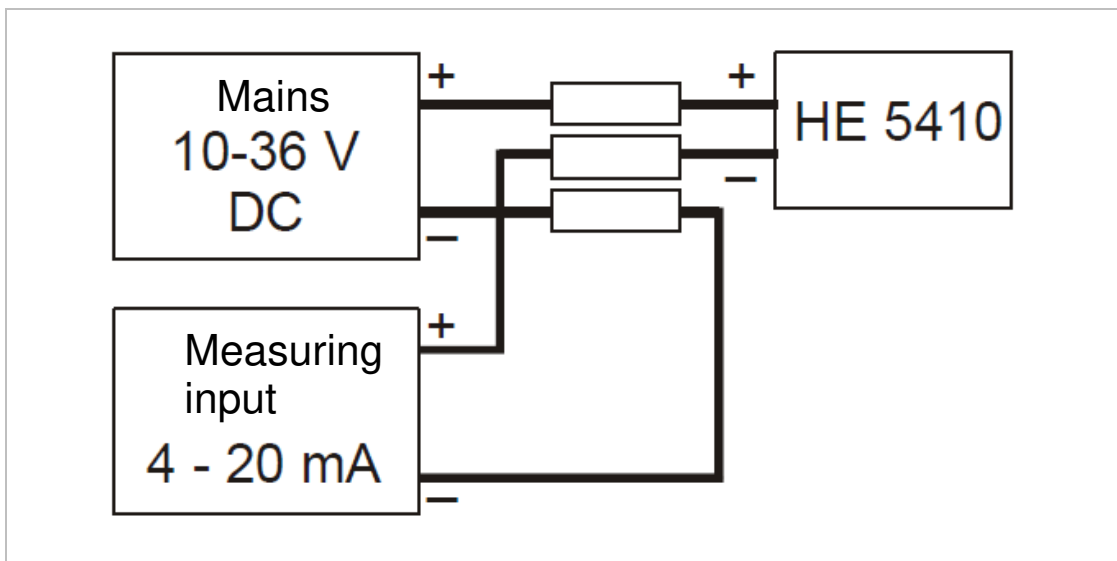 Mains
10-36 V
DC
+
−
+
−
HE 5410
Measuring
input
4 - 20 mA
+
−